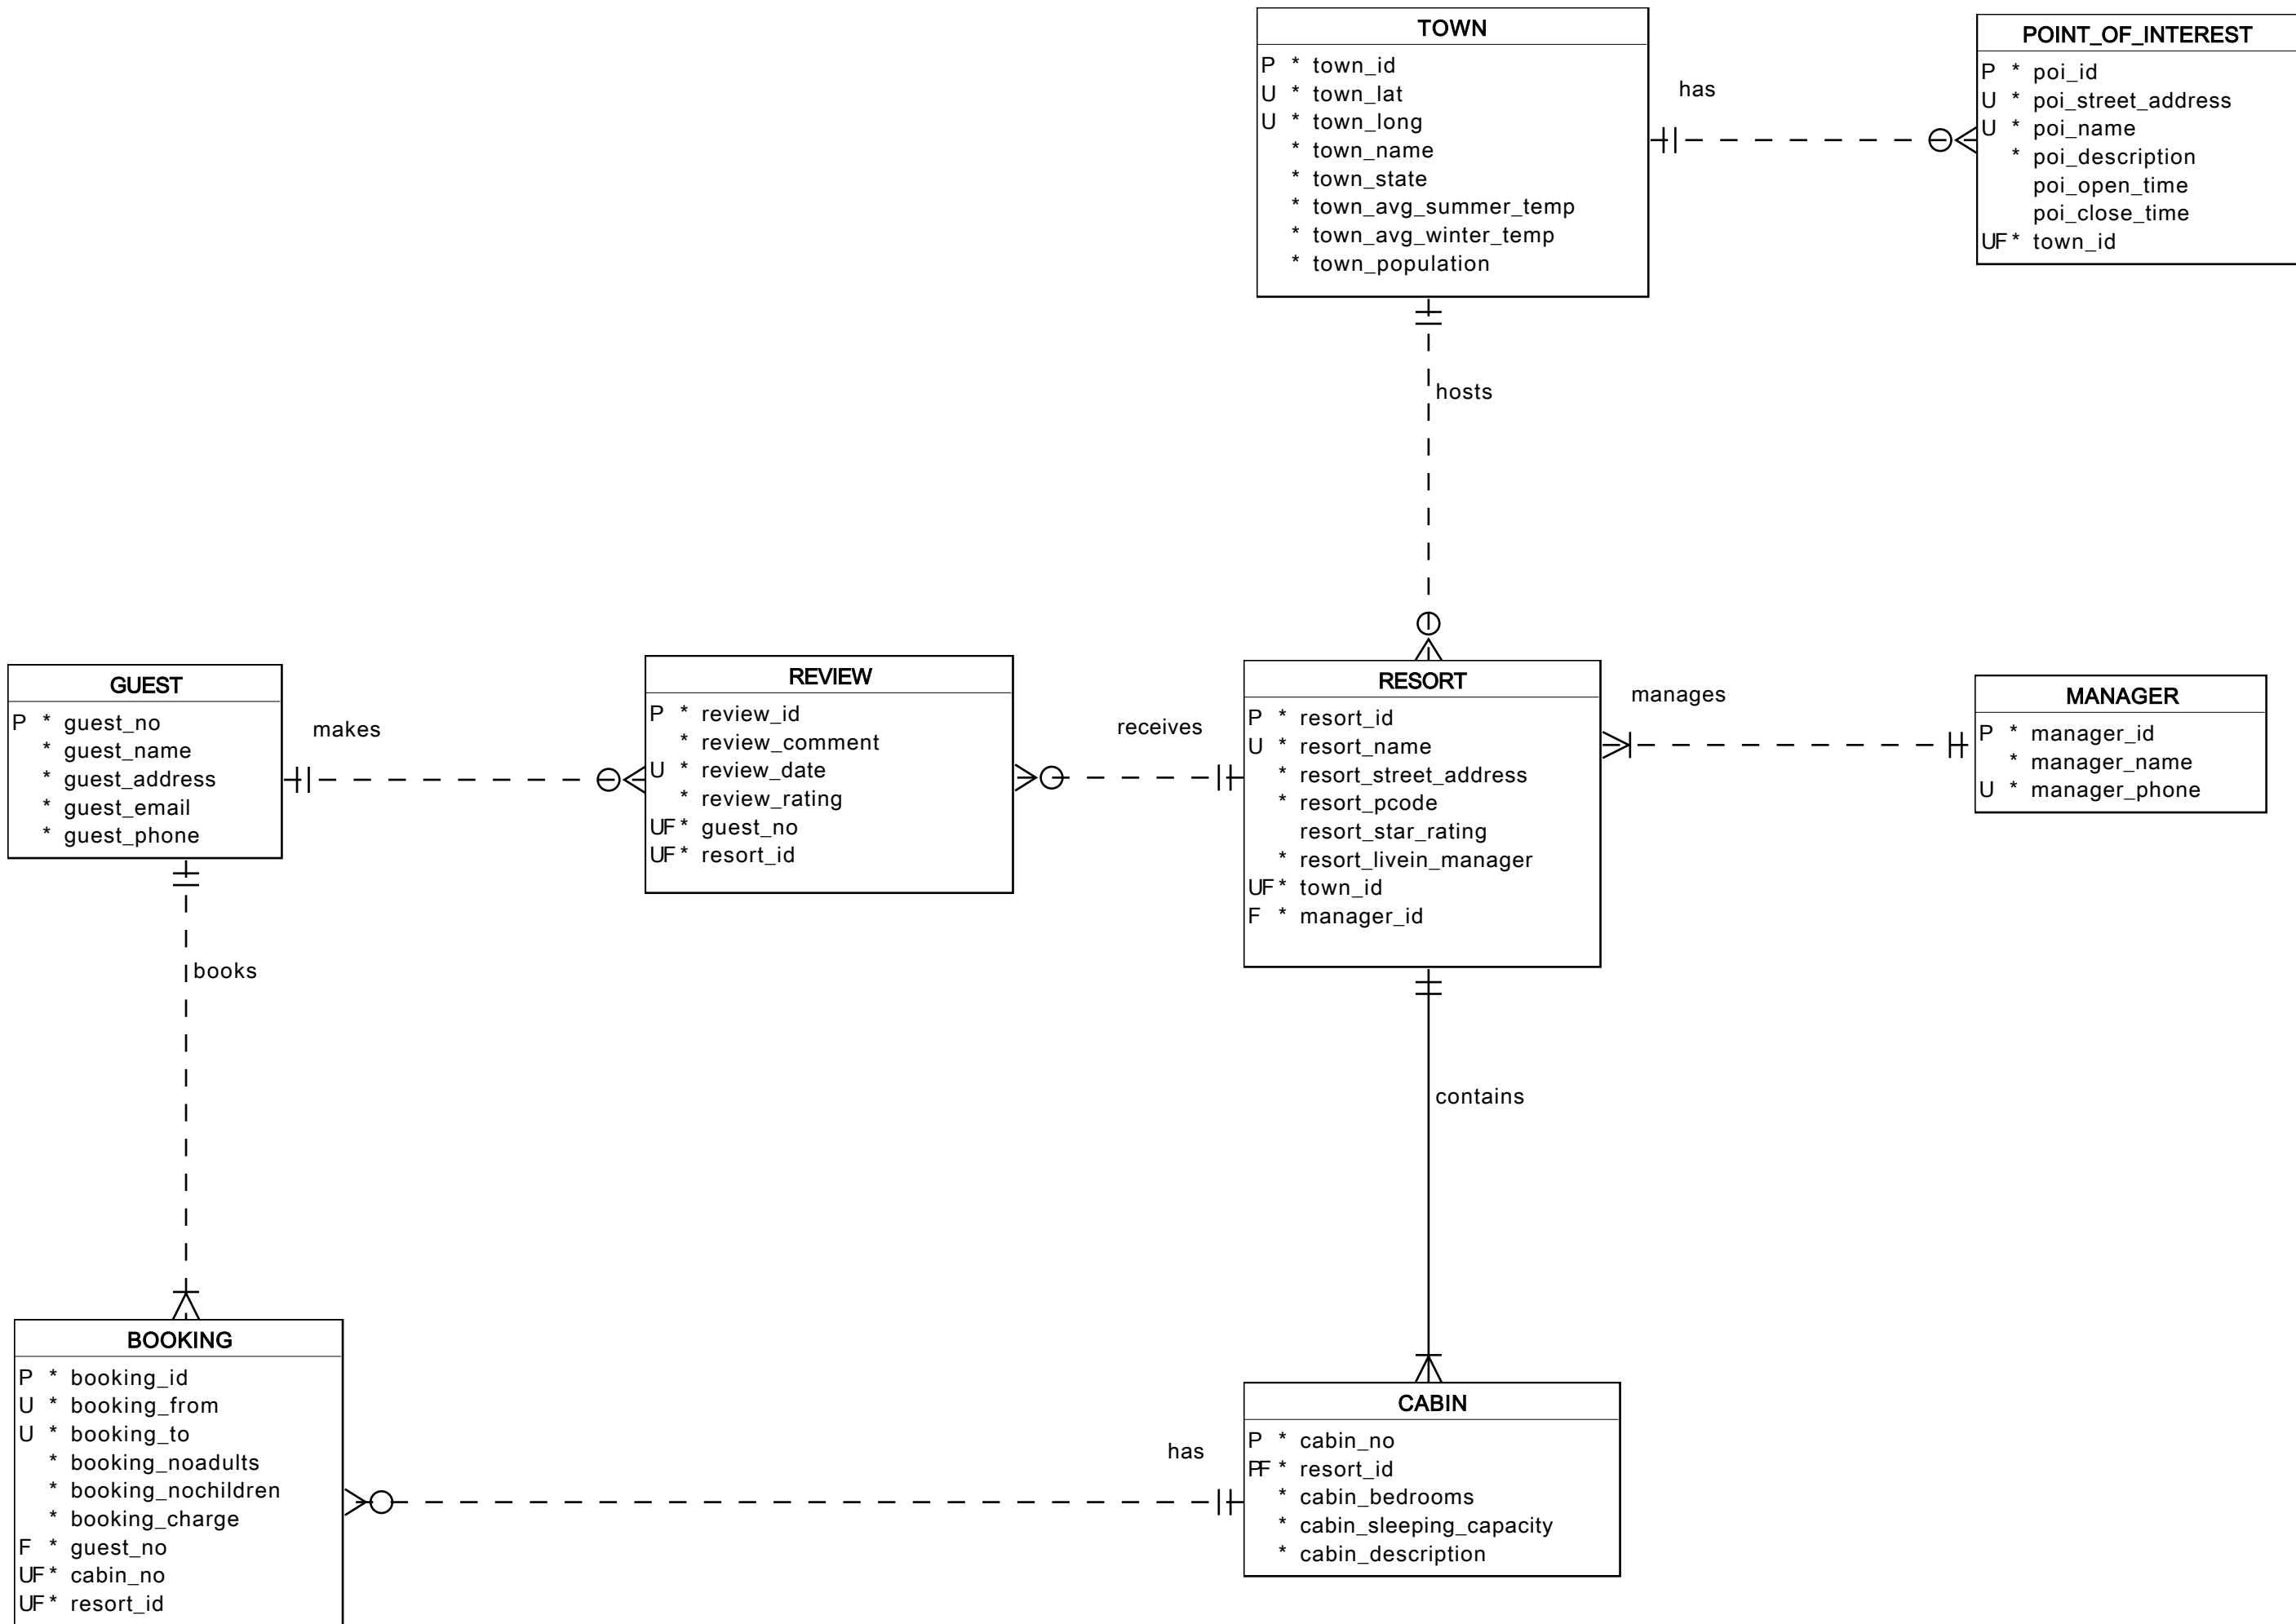 TOWN
P * town_id
U * town_lat
U * town_long
* town_name
* town_state
* town_avg_summer_temp
* town_avg_winter_temp
* town_population
has
POINT_OF_INTEREST
P * poi_id
U * poi_street_address
U * poi_name
* poi_description
poi_open_time
poi_close_time
UF * town_id
hosts
GUEST
P * guest_no
* guest_name
* guest_address
* guest_email
* guest_phone
makes
REVIEW
P * review_id
* review_comment
U * review_date
* review_rating
UF * guest_no
UF * resort_id
receives
RESORT
P * resort_id
U * resort_name
* resort_street_address
* resort_pcode
resort_star_rating
* resort_livein_manager
UF * town_id
F * manager_id
manages
MANAGER
P * manager_id
* manager_name
U * manager_phone
books
contains
BOOKING
P * booking_id
U * booking_from
U * booking_to
* booking_noadults
* booking_nochildren
* booking_charge
F * guest_no
UF * cabin_no
UF * resort_id
has
CABIN
P * cabin_no
PF * resort_id
* cabin_bedrooms
* cabin_sleeping_capacity
* cabin_description